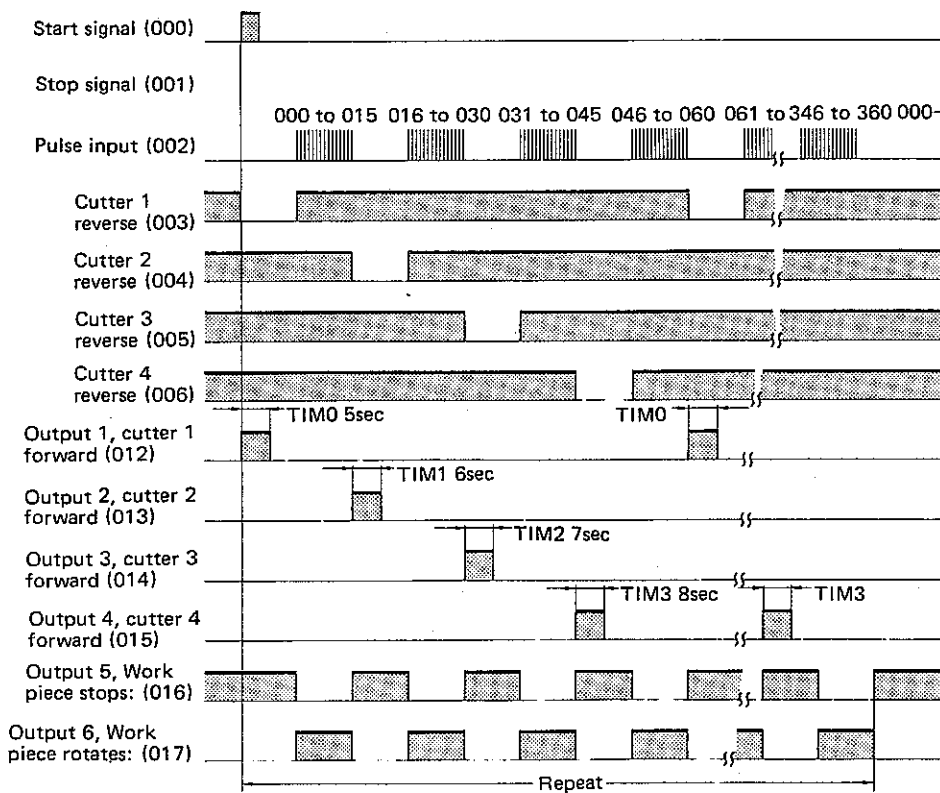 Start signal (000)
Stop signal (001)
000 to 015 016 to 030 031 to 045 046 to 060 061 to 346 to 360 000-
Pulse input (002)
Cutter 1
reverse (003)
Cutter 2
reverse (004)
Cutter 3
reverse (005)
Cutter 4
reverse (006)
TIM0 5sec
TIM0
Output 1, cutter 1
forward (012)
TIM1 6sec
Output 2, cutter 2
forward (013)
TIM2 7sec
Output 3, cutter 3
forward (014)
TIM3 8sec
TIM3
Output 4, cutter 4
forward (015)
Output 5, Work
piece stops: (016)
Output 6, Work
piece rotates: (017)
Repeat